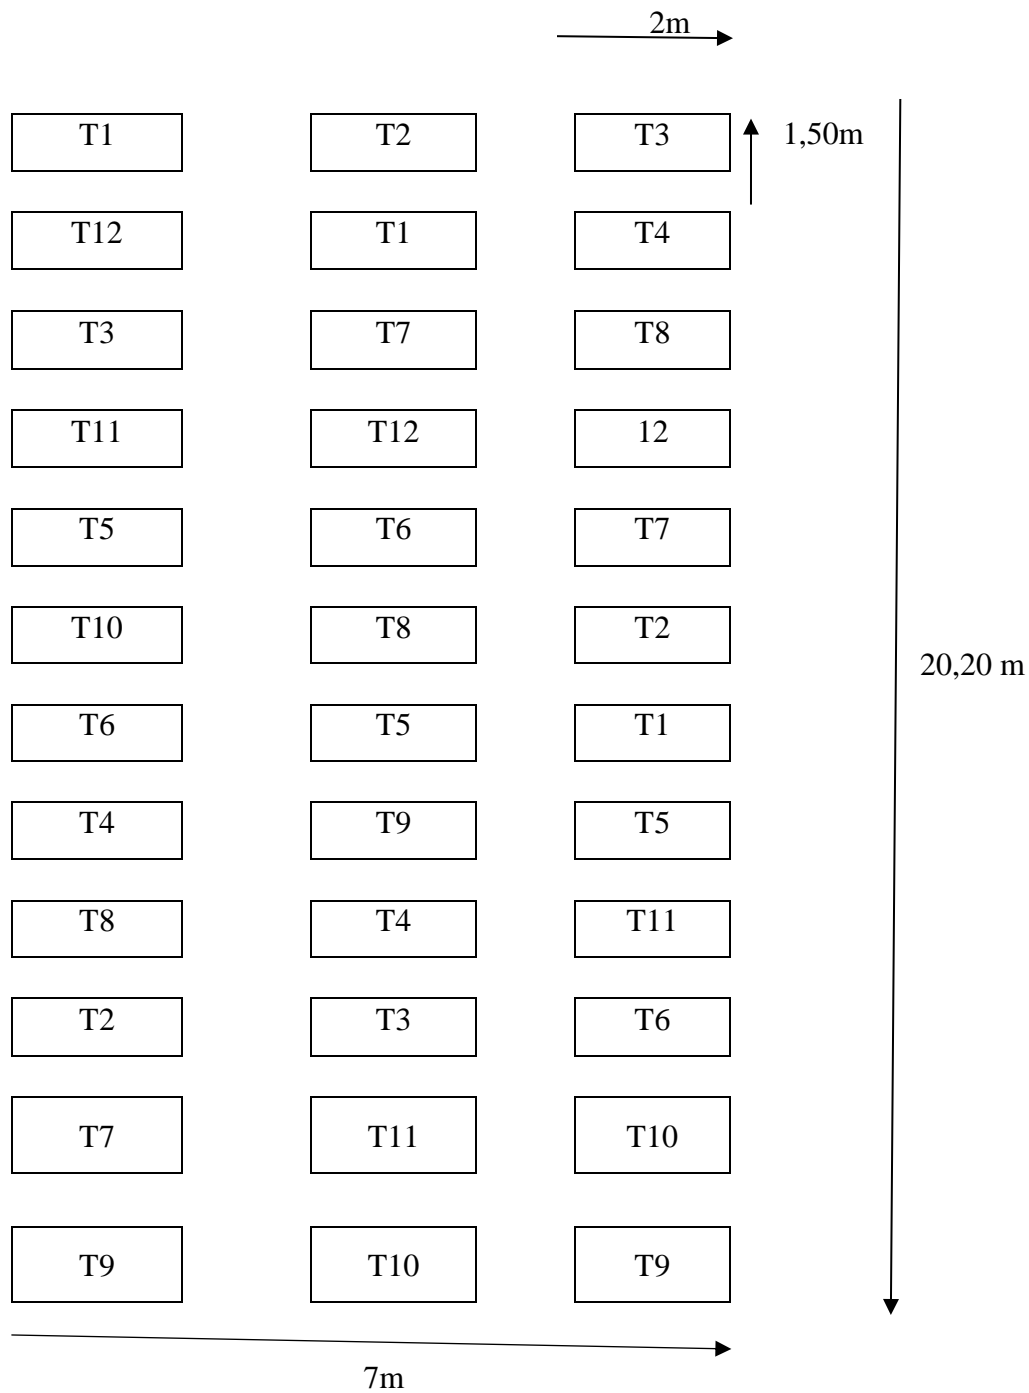 2m
T1 T2 T3 1,50m
T12 T1 T4
T3 T7 T8
T11 T12 12
T5 T6 T7
T10 T8 T2
20,20 m
T6 T5 T1
T4 T9 T5
T8 T4 T11
T2 T3 T6
T7 T11 T10
T9 T10 T9
7m